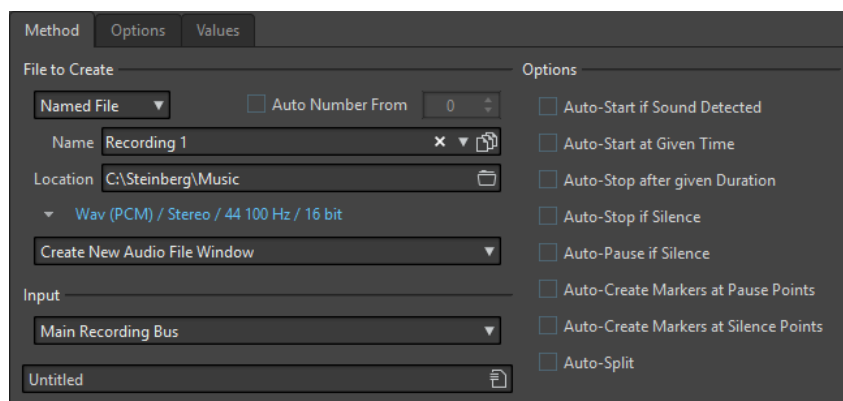 Method Options Values
File to Create
Named File Auto Number From 0
Name Recording 1
Location C:\Steinberg\Music
Wav (PCM) / Stereo / 44 100 Hz / 16 bit
Create New Audio File Window
Input
Main Recording Bus
Untitled
Options
Auto-Start if Sound Detected
Auto-Start at Given Time
Auto-Stop after given Duration
Auto-Stop if Silence
Auto-Pause if Silence
Auto-Create Markers at Pause Points
Auto-Create Markers at Silence Points
Auto-Split